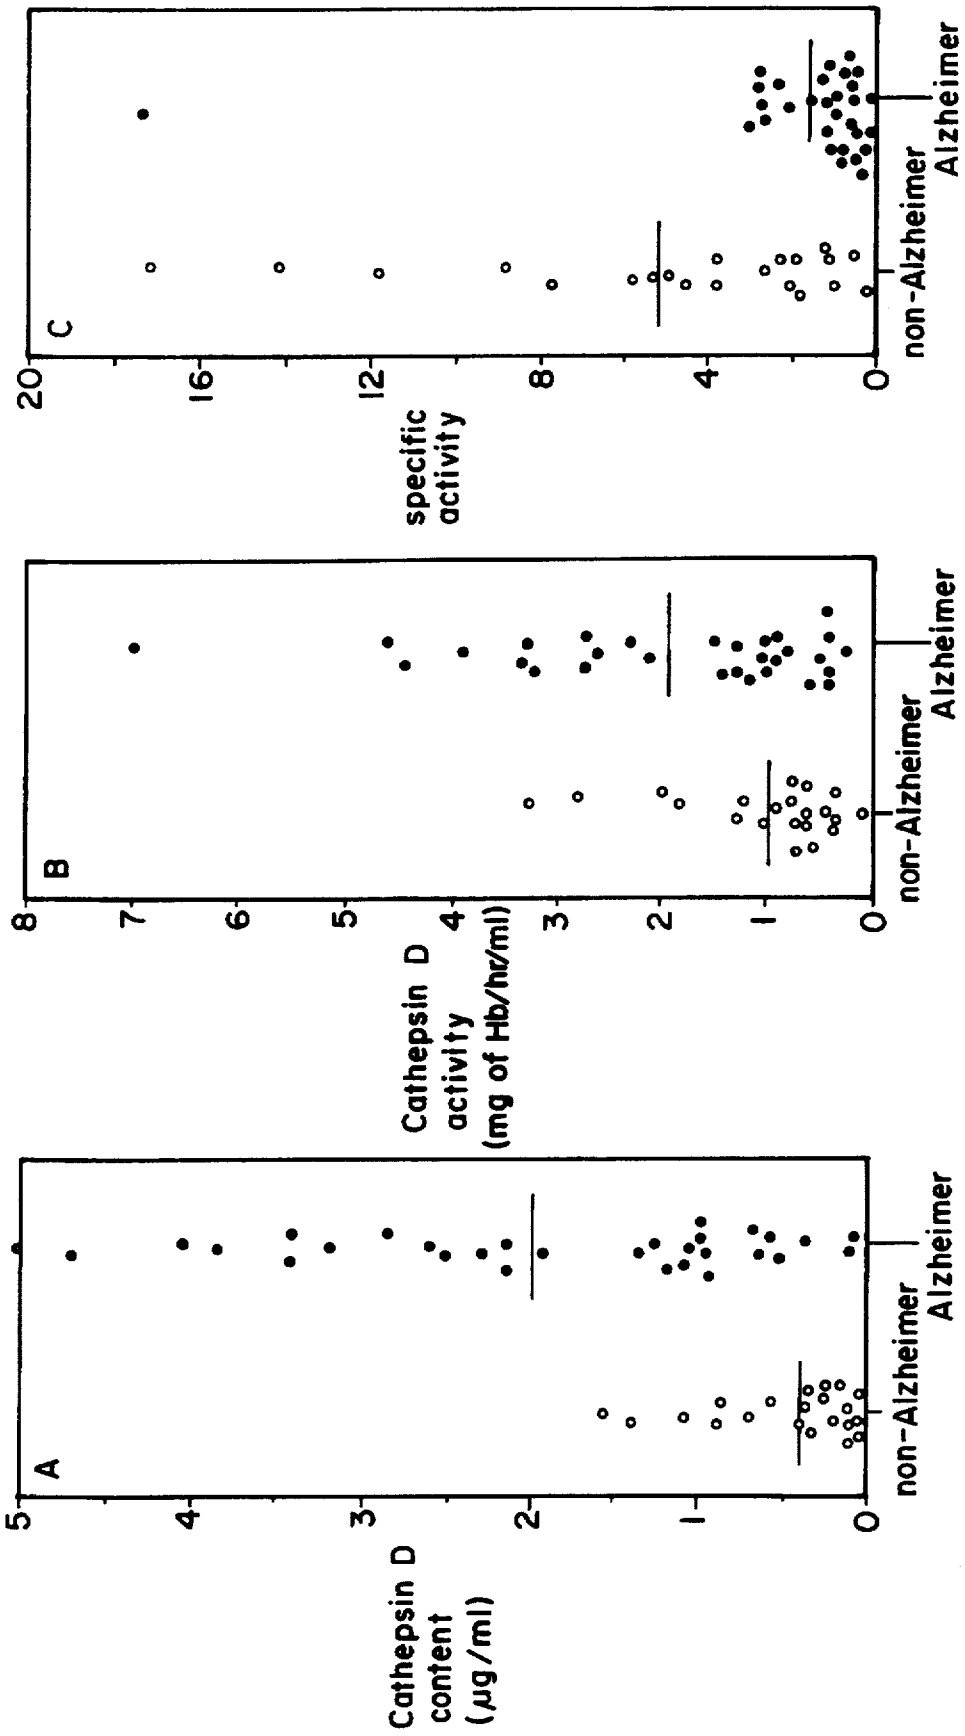 A
Cathepsin D
content
(µg/ml)
5
4
3
2
1
0
non-Alzheimer
Alzheimer
B
Cathepsin D
activity
(mg of Hb/hr/ml)
8
7
6
5
4
3
2
1
0
non-Alzheimer
Alzheimer
C
specific
activity
20
16
12
8
4
0
non-Alzheimer
Alzheimer